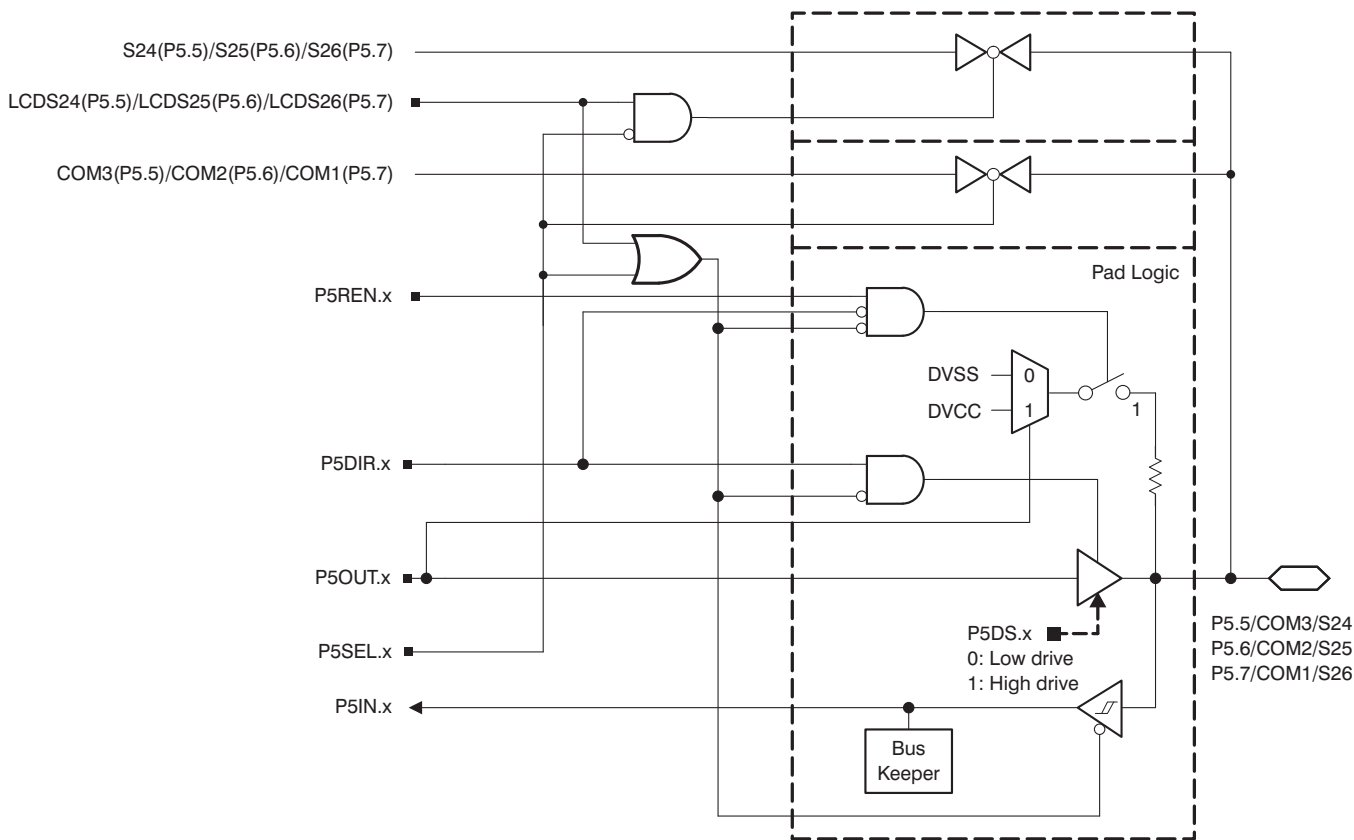 S24(P5.5)/S25(P5.6)/S26(P5.7)
LCDS24(P5.5)/LCDS25(P5.6)/LCDS26(P5.7)
COM3(P5.5)/COM2(P5.6)/COM1(P5.7)
Pad Logic
P5REN.x
DVSS
0
DVCC
1
1
P5DIR.x
P5OUT.x
P5DS.x
0: Low drive
1: High drive
P5.5/COM3/S24
P5.6/COM2/S25
P5.7/COM1/S26
P5SEL.x
P5IN.x
Bus
Keeper